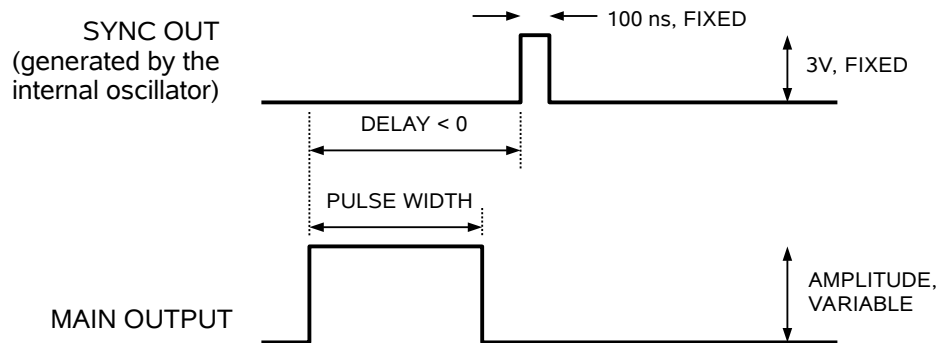 SYNC OUT
(generated by the
internal oscillator)
100 ns, FIXED
3V, FIXED
DELAY < 0
PULSE WIDTH
AMPLITUDE,
VARIABLE
MAIN OUTPUT